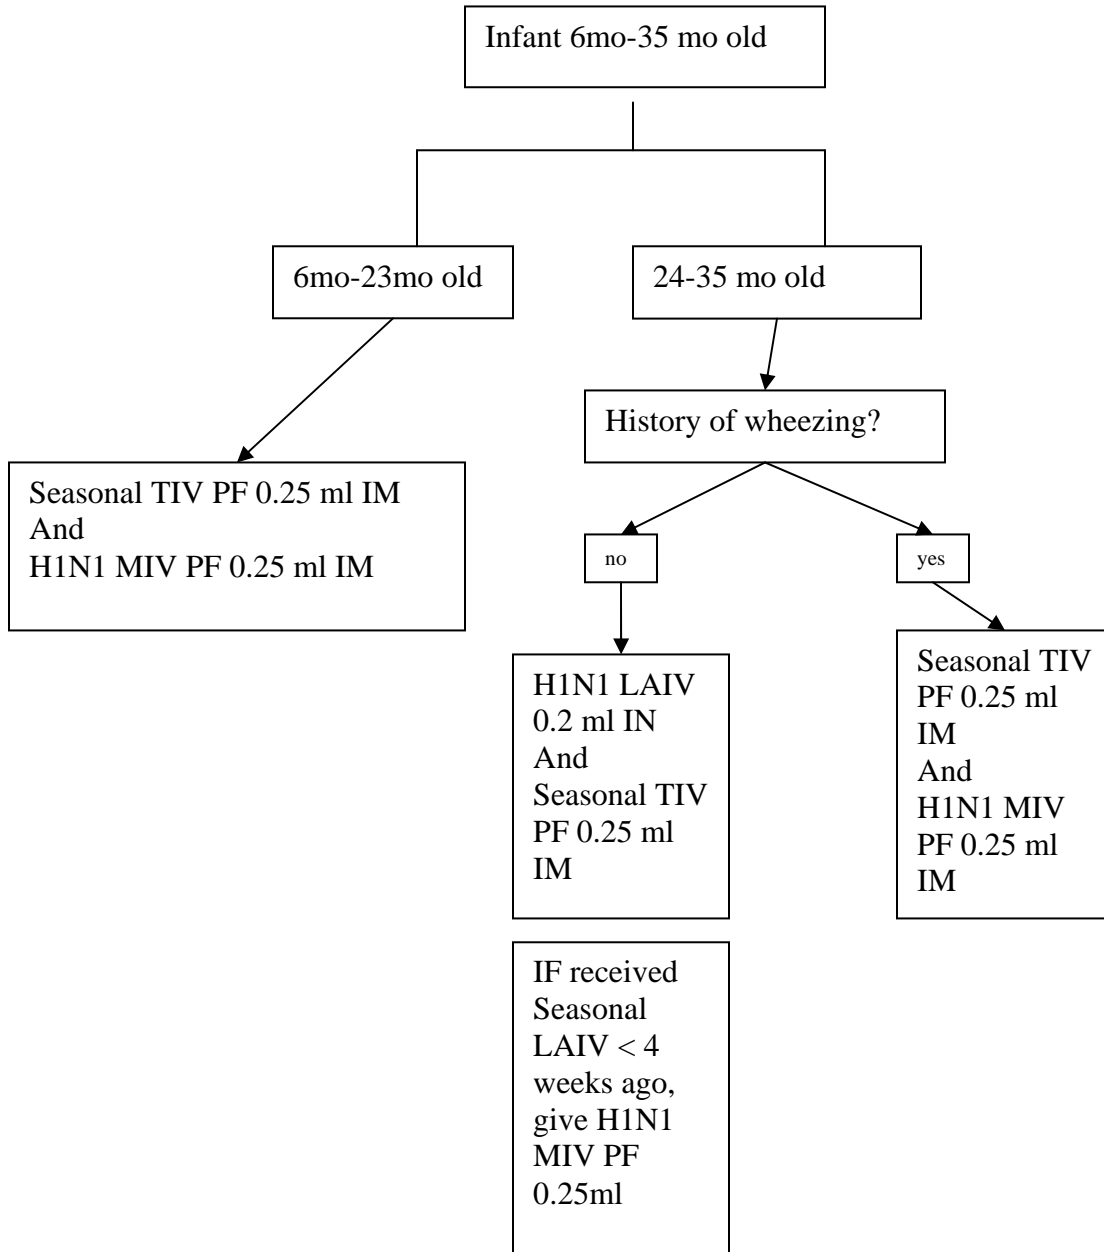 Infant 6mo-35 mo old
6mo-23mo old
24-35 mo old
History of wheezing?
Seasonal TIV PF 0.25 ml IM
And
H1N1 MIV PF 0.25 ml IM
no
yes
H1N1 LAIV
0.2 ml IN
And
Seasonal TIV
PF 0.25 ml
IM
Seasonal TIV
PF 0.25 ml
IM
And
H1N1 MIV
PF 0.25 ml
IM
IF received
Seasonal
LAIV < 4
weeks ago,
give H1N1
MIV PF
0.25ml